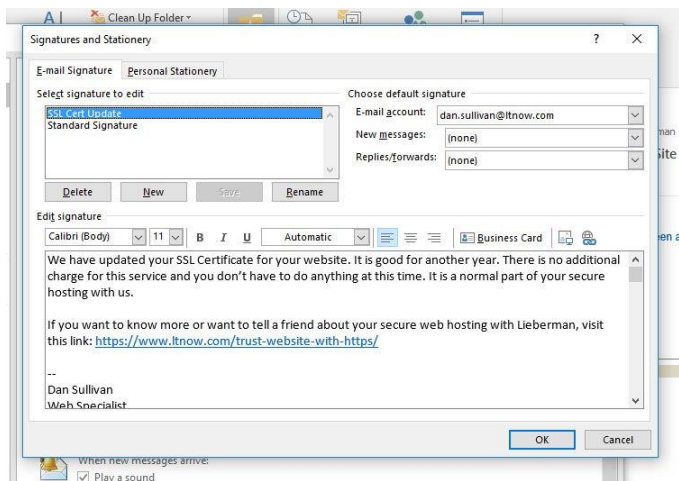 Clean Up Folder
Signatures and Stationery
?
E-mail Signature
Personal Stationery
Select signature to edit
SSL Cert Update
Standard Signature
Delete
New
Save
Rename
Choose default signature
E-mail account: dan.sullivan@ltnow.com
New messages: (none)
Replies/forwards: (none)
Edit signature
Calibri (Body) 11 B I U Automatic Business Card
We have updated your SSL Certificate for your website. It is good for another year. There is no additional
charge for this service and you don't have to do anything at this time. It is a normal part of your secure
hosting with us.
If you want to know more or want to tell a friend about your secure web hosting with Lieberman, visit
this link: https://www.ltnow.com/trust-website-with-https/
--
Dan Sullivan
Web Specialist
OK
Cancel
When new messages arrive:
Play a sound